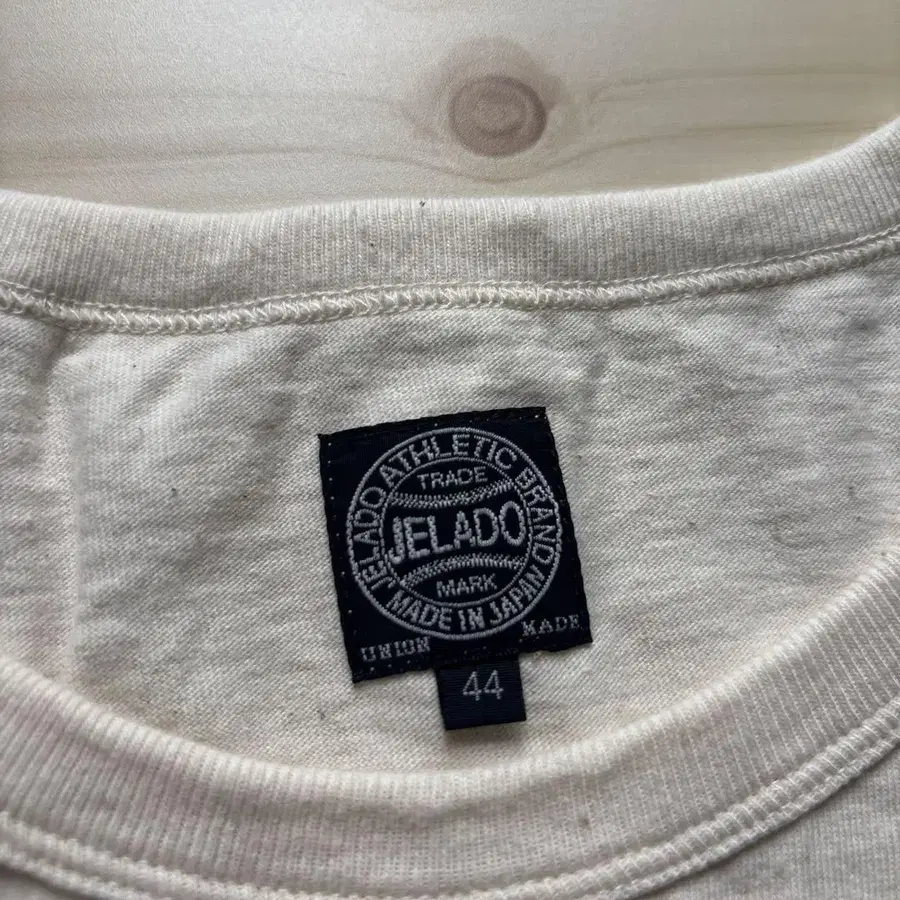 JELADO ATHLETIC BRAND
TRADE
JELADO
MARK
MADE IN JAPAN
UNION MADE
44